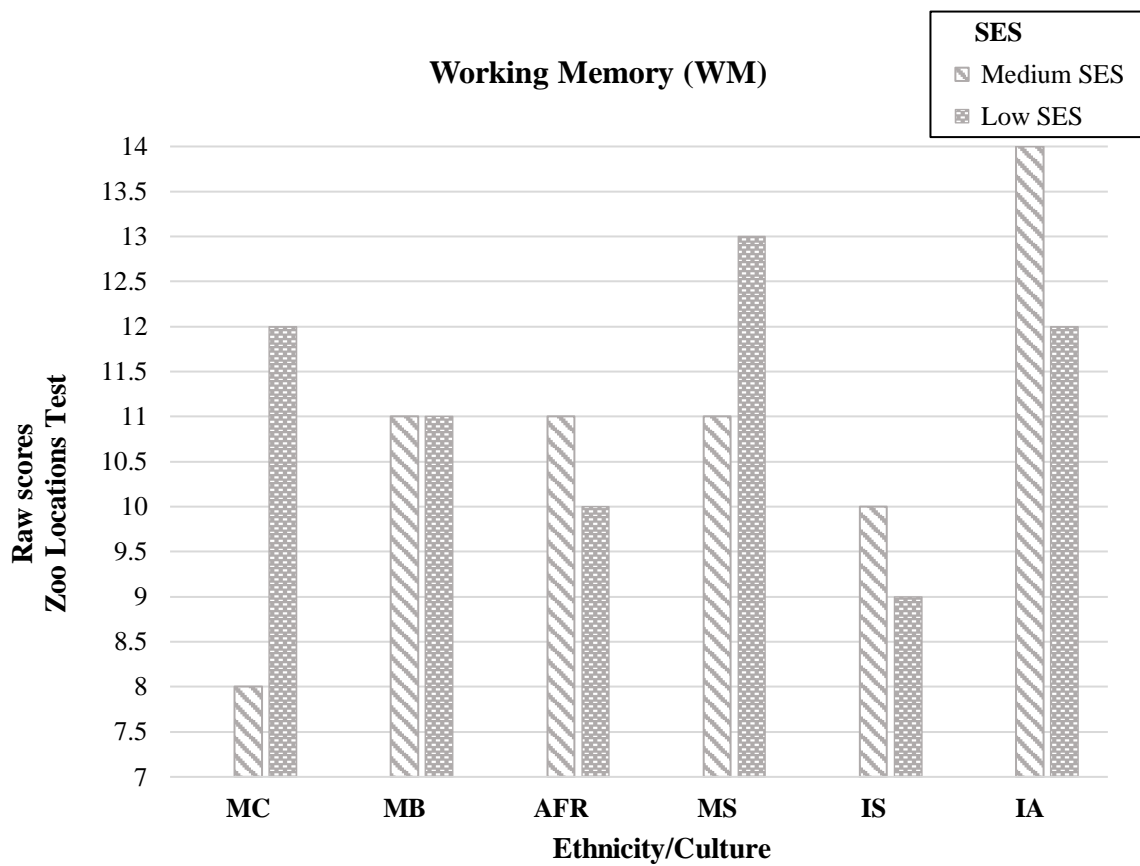 SES
Medium SES
Low SES
Working Memory (WM)
14
13.5
13
12.5
12
11.5
11
10.5
10
9.5
9
8.5
8
7.5
7
Raw scores
Zoo Locations Test
MC MB AFR MS IS IA
Ethnicity/Culture